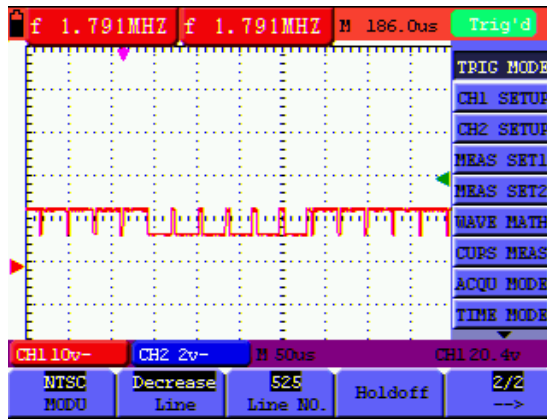 f 1.791MHZ f 1.791MHZ M 186.0us Trig'd
TRIG MODE
CH1 SETUP
CH2 SETUP
MEAS SET1
MEAS SET2
WAVE MATH
CURS MEAS
ACQU MODE
TIME MODE
CH1 10v- CH2 2v- M 50us CH1 20.4v
NTSC Decrease 525 Holdoff 2/2
MODU Line Line NO. -->